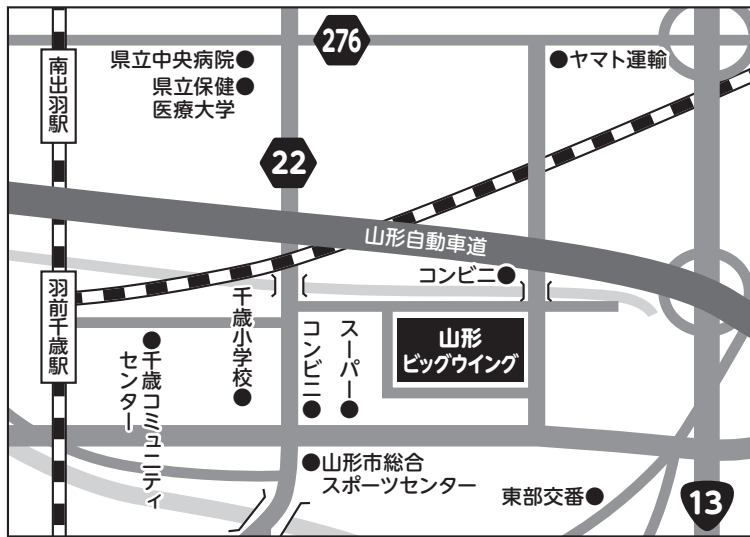 276
県立中央病院
県立保健
医療大学
ヤマト運輸
南出羽駅
22
山形自動車道
コンビニ
羽前千歳駅
千歳小学校
コンビニ
スーパー
山形
ビッグウイング
千歳コミュニティ
センター
山形市総合
スポーツセンター
東部交番
13